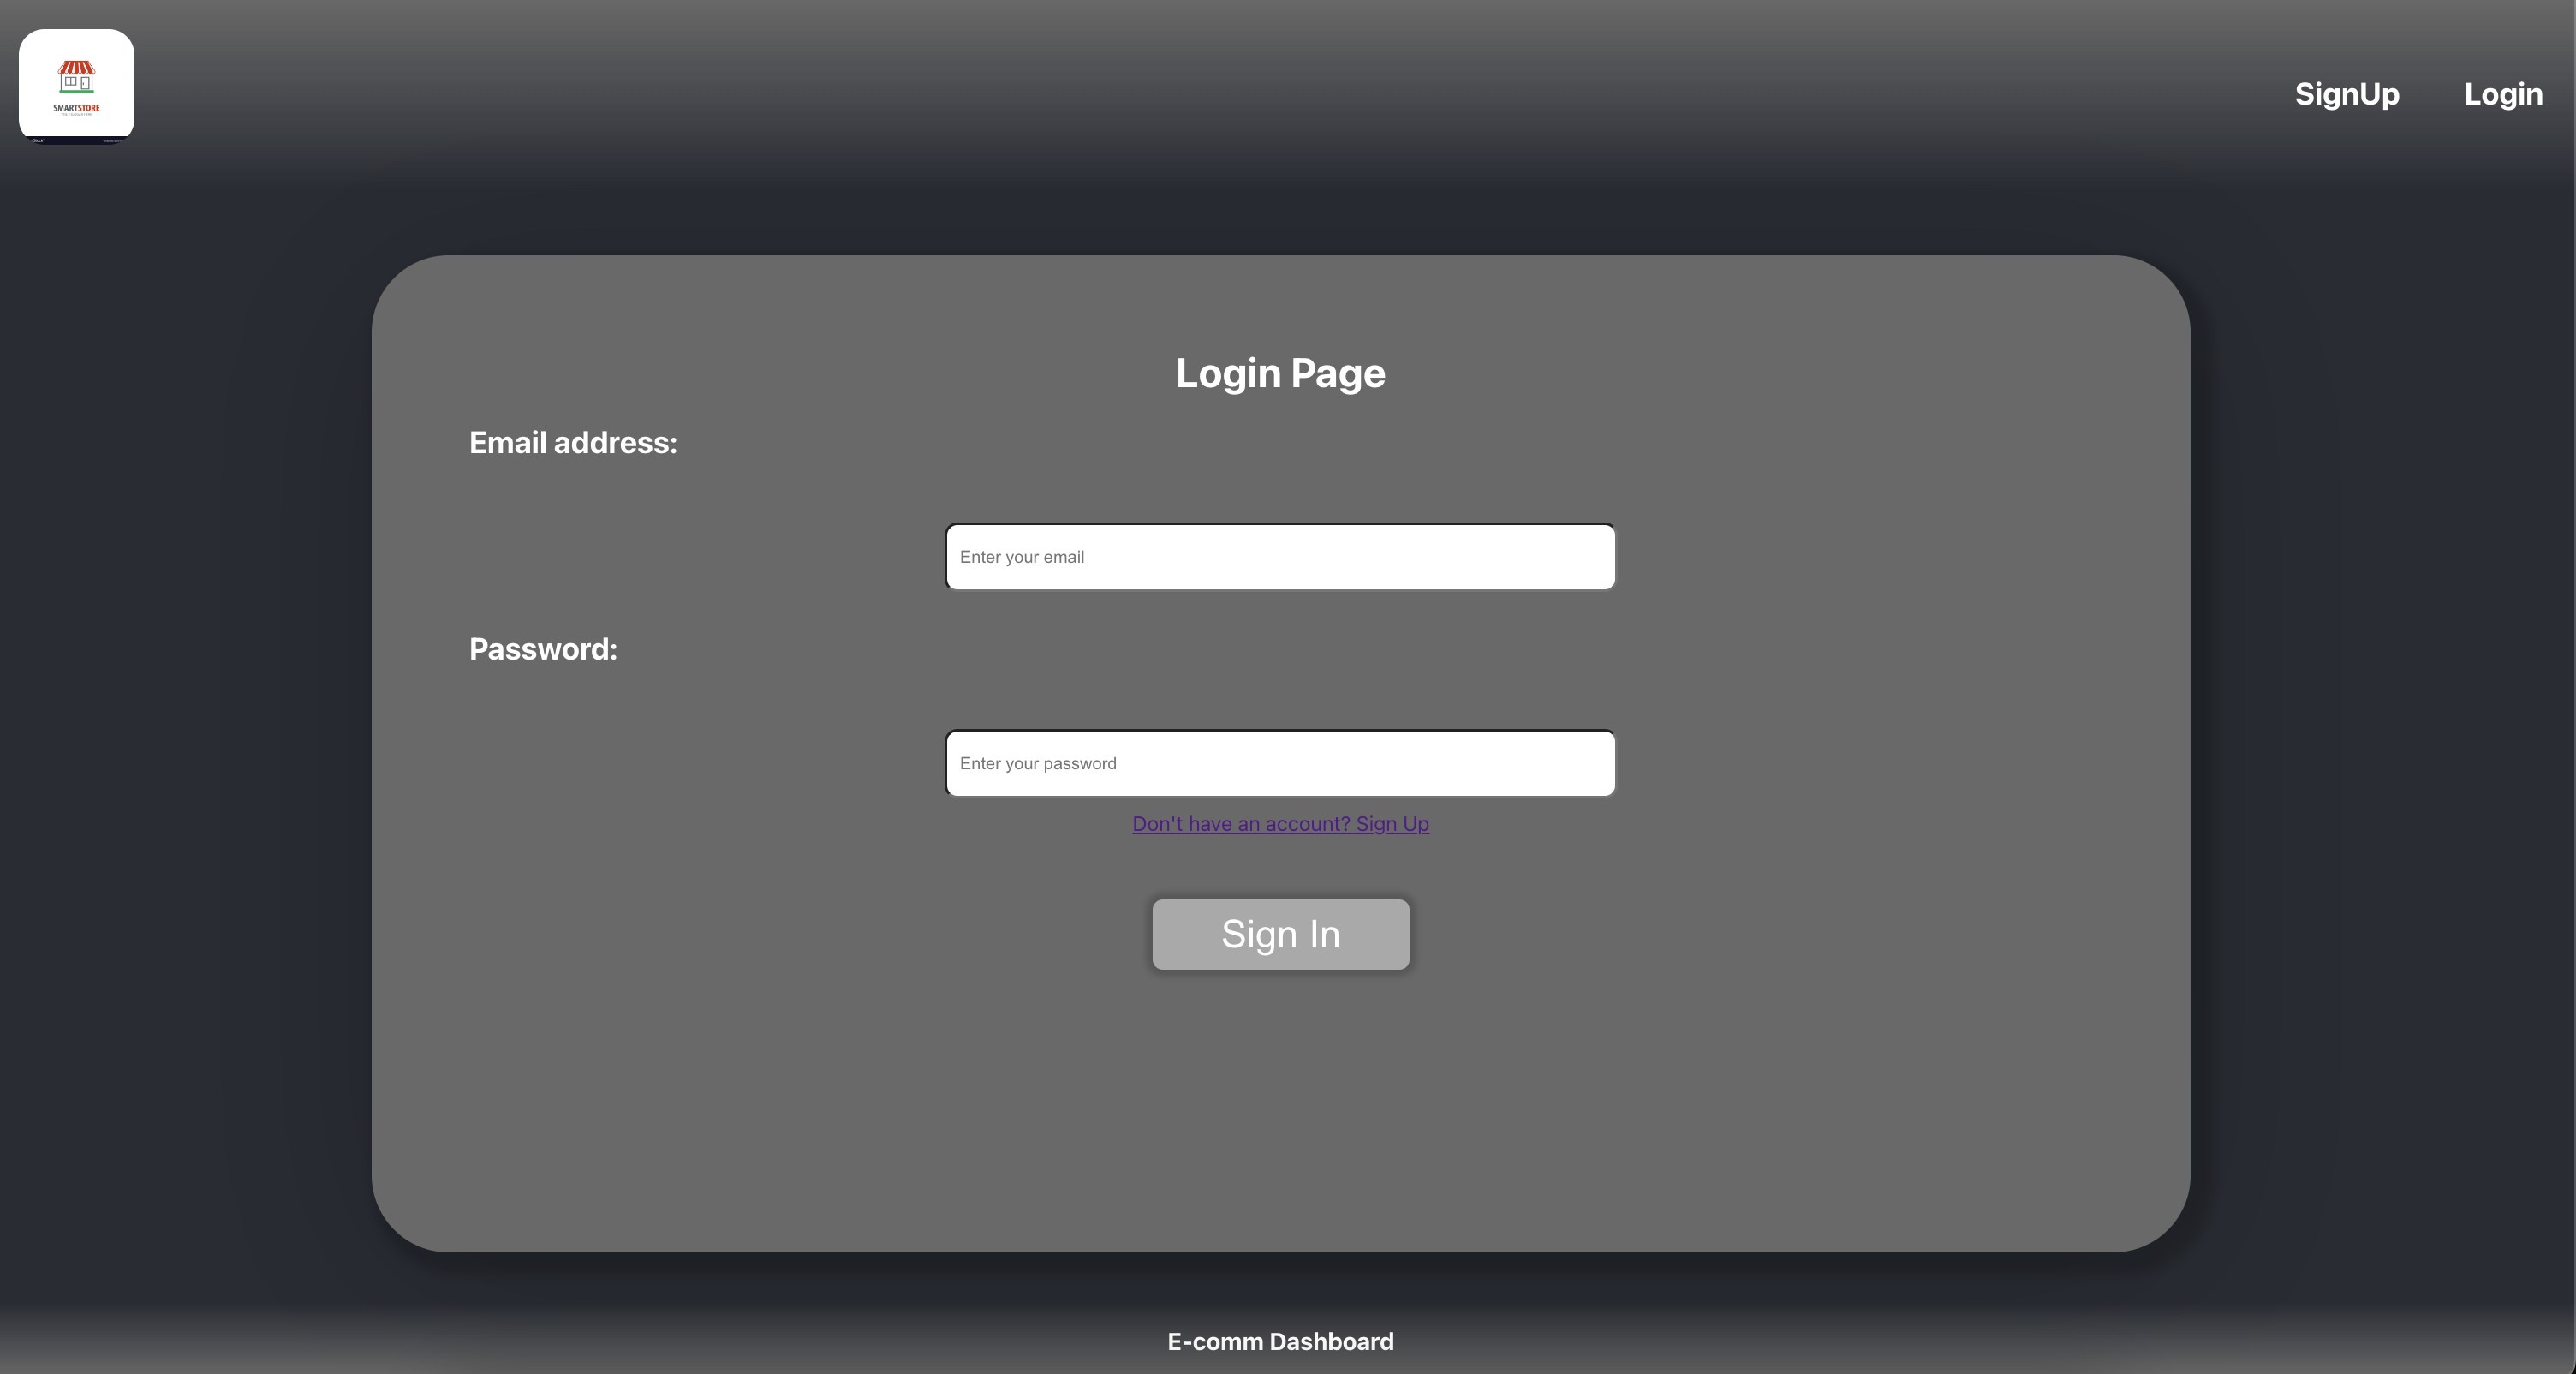 SMARTSTORE
SignUp Login
Login Page
Email address:
Enter your email
Password:
Enter your password
Don't have an account? Sign Up
Sign In
E-comm Dashboard